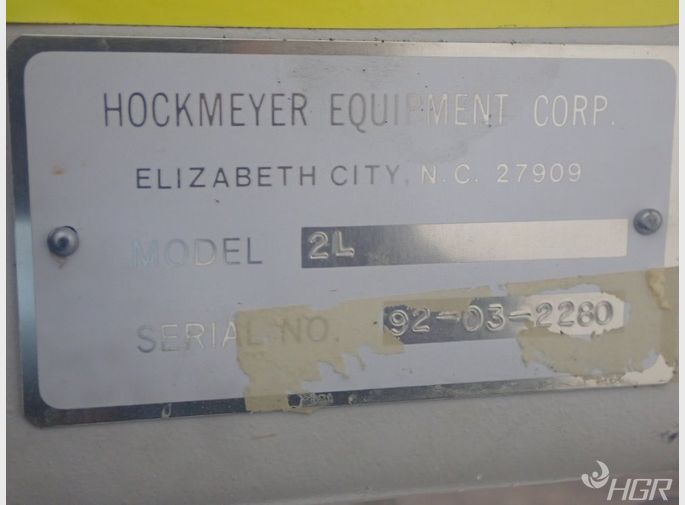 HOCKMEYER EQUIPMENT CORP.
ELIZABETH CITY, N.C. 27909
MODEL 2L
SERIAL NO. 92-03-2280
HGR